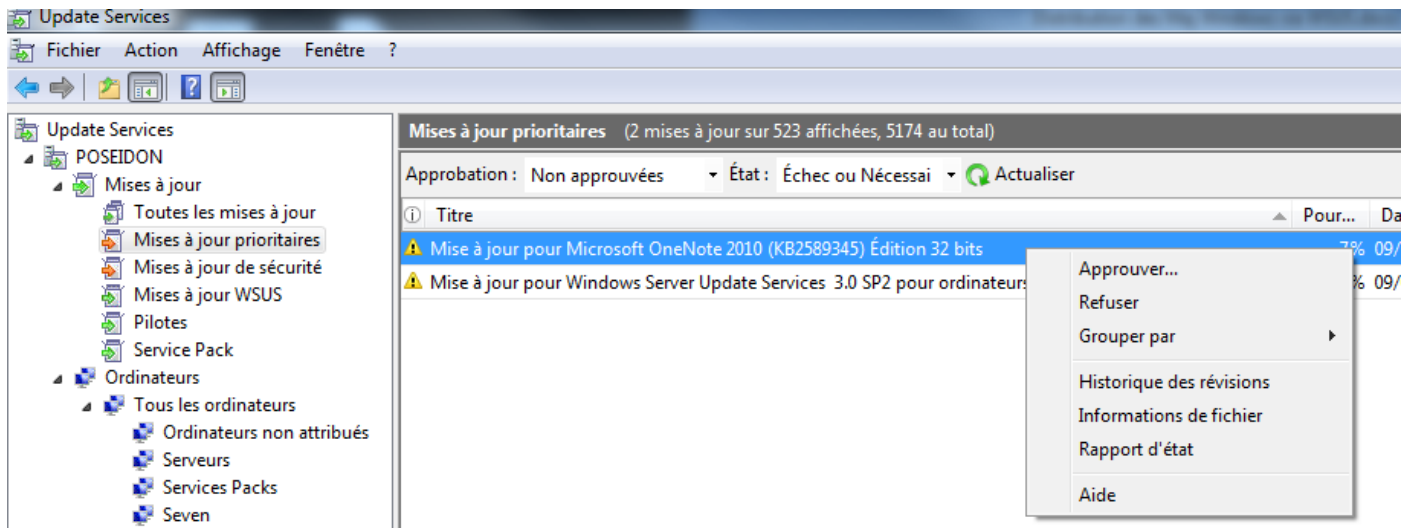 Update Services
Fichier Action Affichage Fenêtre ?
Update Services
POSEIDON
Mises à jour
Toutes les mises à jour
Mises à jour prioritaires
Mises à jour de sécurité
Mises à jour WSUS
Pilotes
Service Pack
Ordinateurs
Tous les ordinateurs
Ordinateurs non attribués
Serveurs
Services Packs
Seven
Mises à jour prioritaires (2 mises à jour sur 523 affichées, 5174 au total)
Approbation : Non approuvées État : Échec ou Nécessai Actualiser
Titre Pour... Da
Mise à jour pour Microsoft OneNote 2010 (KB2589345) Édition 32 bits 7% 09/
Mise à jour pour Windows Server Update Services 3.0 SP2 pour ordinateurs % 09/
Approuver...
Refuser
Grouper par
Historique des révisions
Informations de fichier
Rapport d'état
Aide